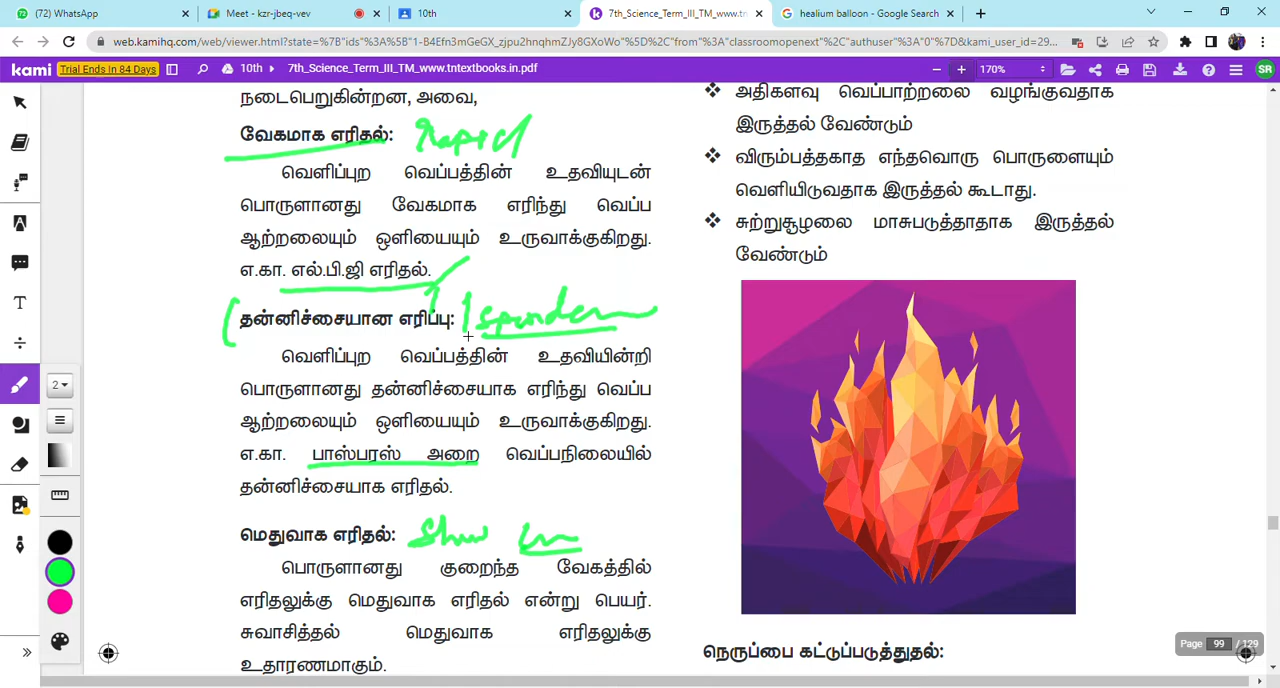 (72) WhatsApp
Meet - kzr-jbeq-vev
10th
7th_Science_Term_III_TM_www.tn
healium balloon - Google Search
web.kamihq.com/web/viewer.html?state=%7B"ids"%3A%5B"1-B4Efn3mGeGX_zjpu2hnqhmZJy8GXoWo"%5D%2C"from"%3A"classroomopennext"%2C"authuser"%3A"0"%7D&kami_user_id=29...
kami
Trial Ends In 84 Days
10th
7th_Science_Term_III_TM_www.tntextbooks.in.pdf
170%
SR
நடைபெறுகின்றன, அவை,
வேகமாக எரிதல்: Rapid
வெளிப்புற வெப்பத்தின் உதவியுடன்
பொருளானது வேகமாக எரிந்து வெப்ப
ஆற்றலையும் ஒளியையும் உருவாக்குகிறது.
எ.கா. எல்.பி.ஜி எரிதல்.
தன்னிச்சையான எரிப்பு:
வெளிப்புற வெப்பத்தின் உதவியின்றி
பொருளானது தன்னிச்சையாக எரிந்து வெப்ப
ஆற்றலையும் ஒளியையும் உருவாக்குகிறது.
எ.கா. பாஸ்பரஸ் அறை வெப்பநிலையில்
தன்னிச்சையாக எரிதல்.
மெதுவாக எரிதல்:
பொருளானது குறைந்த வேகத்தில்
எரிதலுக்கு மெதுவாக எரிதல் என்று பெயர்.
சுவாசித்தல் மெதுவாக எரிதலுக்கு
உதாரணமாகும்.
அதிகளவு வெப்பாற்றலை வழங்குவதாக
இருத்தல் வேண்டும்
விரும்பத்தகாத எந்தவொரு பொருளையும்
வெளியிடுவதாக இருத்தல் கூடாது.
சுற்றுசூழலை மாசுபடுத்தாதாக இருத்தல்
வேண்டும்
நெருப்பை கட்டுப்படுத்துதல்:
Page 99 / 129
2